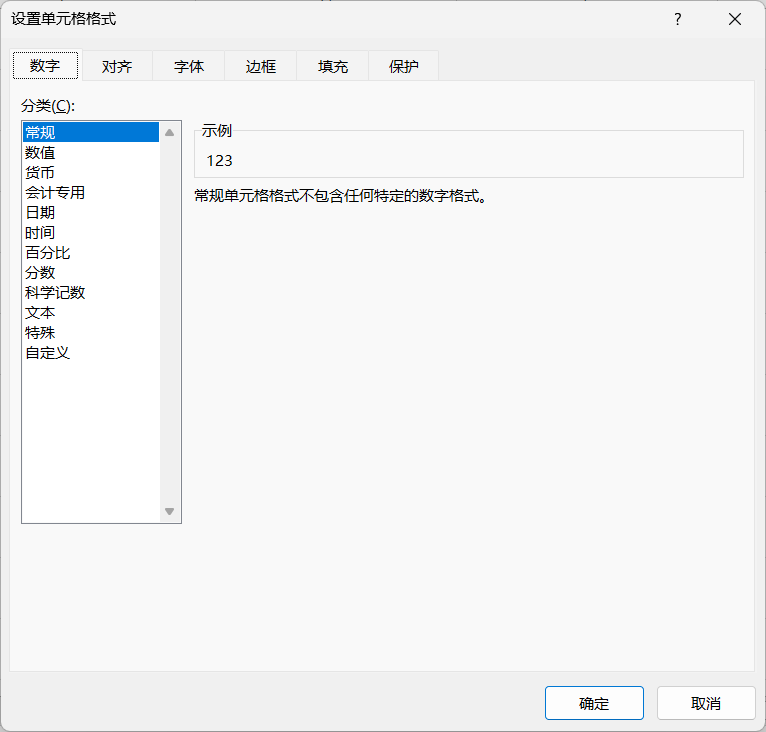 设置单元格格式
?
数字 对齐 字体 边框 填充 保护
分类(C):
常规
数值
货币
会计专用
日期
时间
百分比
分数
科学记数
文本
特殊
自定义
示例
123
常规单元格格式不包含任何特定的数字格式。
确定 取消